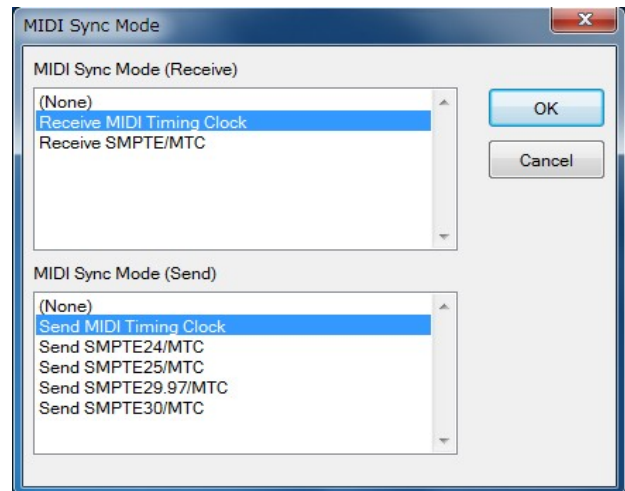 MIDI Sync Mode
MIDI Sync Mode (Receive)
(None)
Receive MIDI Timing Clock
Receive SMPTE/MTC
OK
Cancel
MIDI Sync Mode (Send)
(None)
Send MIDI Timing Clock
Send SMPTE24/MTC
Send SMPTE25/MTC
Send SMPTE29.97/MTC
Send SMPTE30/MTC